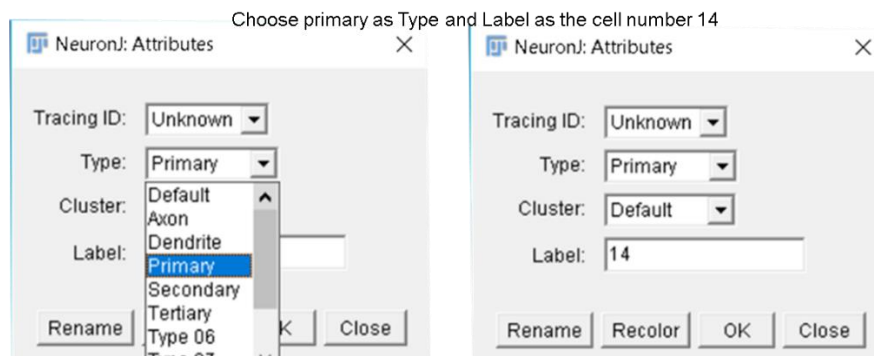 Choose primary as Type and Label as the cell number 14
NeuronJ: Attributes
Tracing ID: Unknown
Type: Primary
Default
Axon
Dendrite
Primary
Secondary
Tertiary
Type 06
Cluster:
Label:
Rename K Close
NeuronJ: Attributes
Tracing ID: Unknown
Type: Primary
Cluster: Default
Label: 14
Rename Recolor OK Close